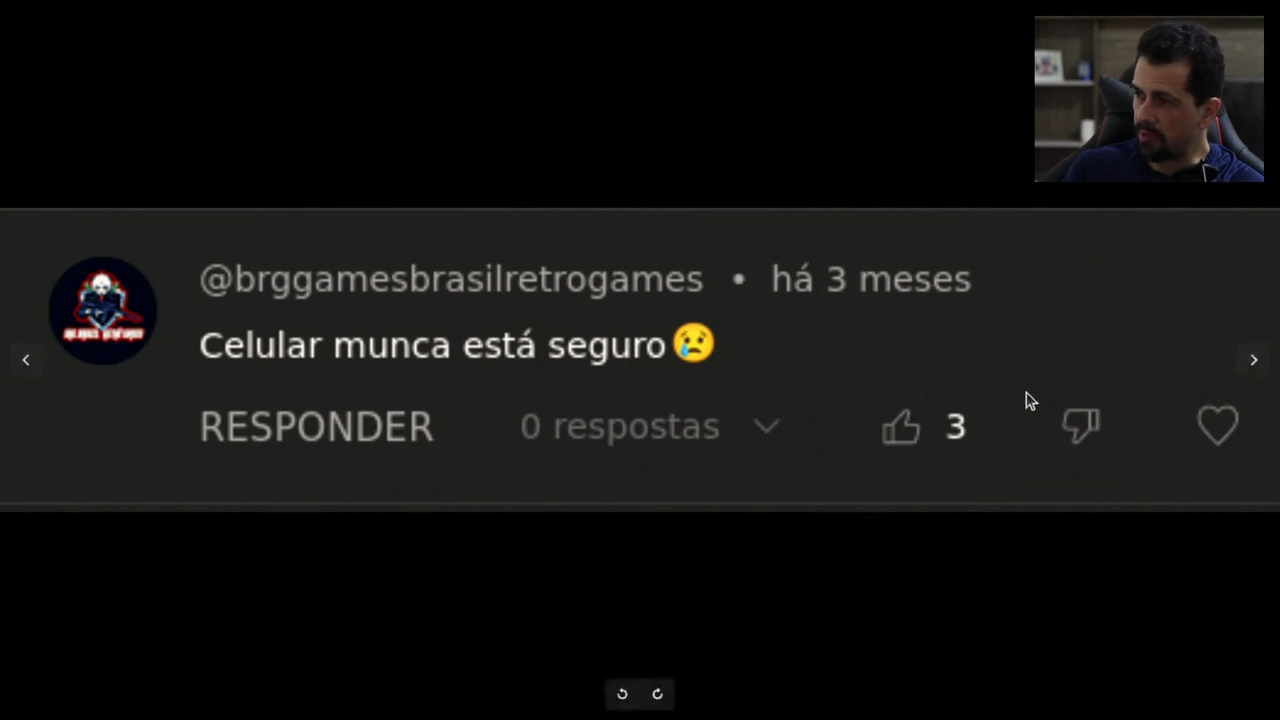 @brggamesbrasilretrogames • há 3 meses
Celular munca está seguro😢
RESPONDER 0 respostas 3